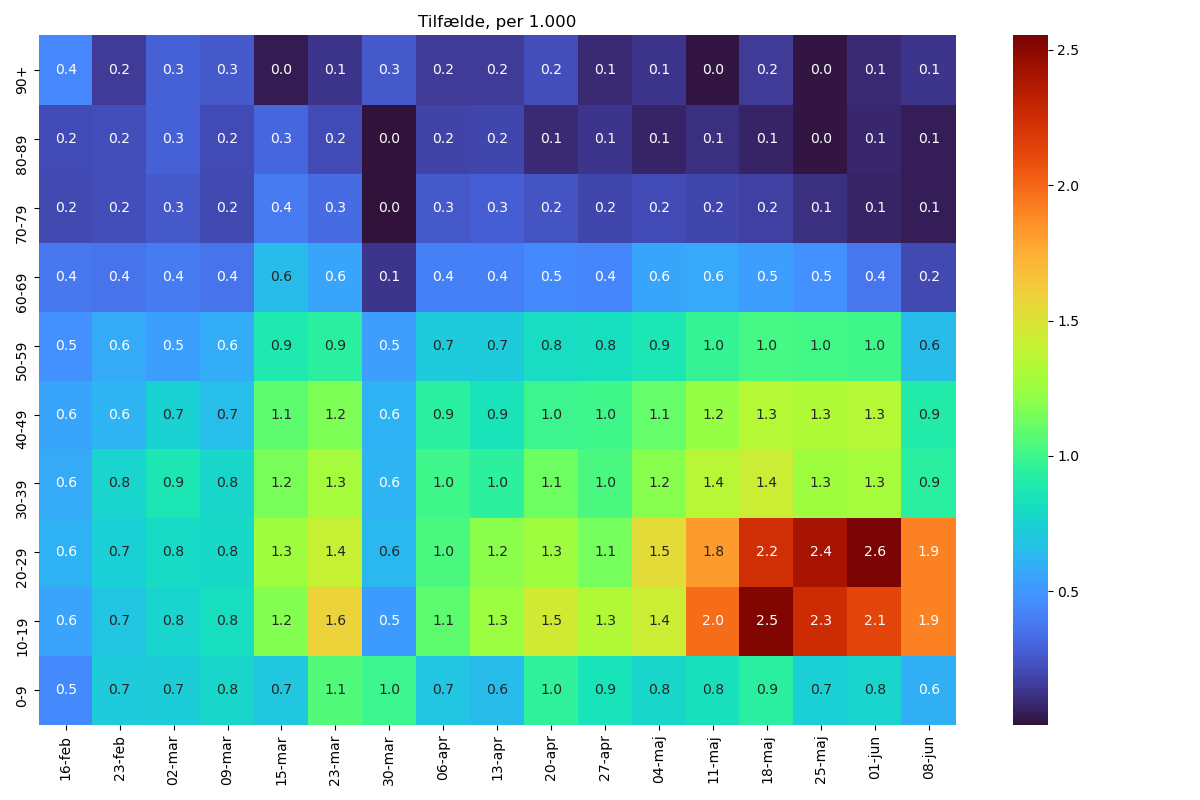 Tilfælde, per 1.000
90+ 0.4 0.2 0.3 0.3 0.0 0.1 0.3 0.2 0.2 0.2 0.1 0.1 0.0 0.2 0.0 0.1 0.1
80-89 0.2 0.2 0.3 0.2 0.3 0.2 0.0 0.2 0.2 0.1 0.1 0.1 0.1 0.1 0.0 0.1 0.1
70-79 0.2 0.2 0.3 0.2 0.4 0.3 0.0 0.3 0.3 0.2 0.2 0.2 0.2 0.2 0.1 0.1 0.1
60-69 0.4 0.4 0.4 0.4 0.6 0.6 0.1 0.4 0.4 0.5 0.4 0.6 0.6 0.5 0.5 0.4 0.2
50-59 0.5 0.6 0.5 0.6 0.9 0.9 0.5 0.7 0.7 0.8 0.8 0.9 1.0 1.0 1.0 1.0 0.6
40-49 0.6 0.6 0.7 0.7 1.1 1.2 0.6 0.9 0.9 1.0 1.0 1.1 1.2 1.3 1.3 1.3 0.9
30-39 0.6 0.8 0.9 0.8 1.2 1.3 0.6 1.0 1.0 1.1 1.0 1.2 1.4 1.4 1.3 1.3 0.9
20-29 0.6 0.7 0.8 0.8 1.3 1.4 0.6 1.0 1.2 1.3 1.1 1.5 1.8 2.2 2.4 2.6 1.9
10-19 0.6 0.7 0.8 0.8 1.2 1.6 0.5 1.1 1.3 1.5 1.3 1.4 2.0 2.5 2.3 2.1 1.9
0-9 0.5 0.7 0.7 0.8 0.7 1.1 1.0 0.7 0.6 1.0 0.9 0.8 0.8 0.9 0.7 0.8 0.6
16-feb 23-feb 02-mar 09-mar 15-mar 23-mar 30-mar 06-apr 13-apr 20-apr 27-apr 04-maj 11-maj 18-maj 25-maj 01-jun 08-jun
2.5
2.0
1.5
1.0
0.5